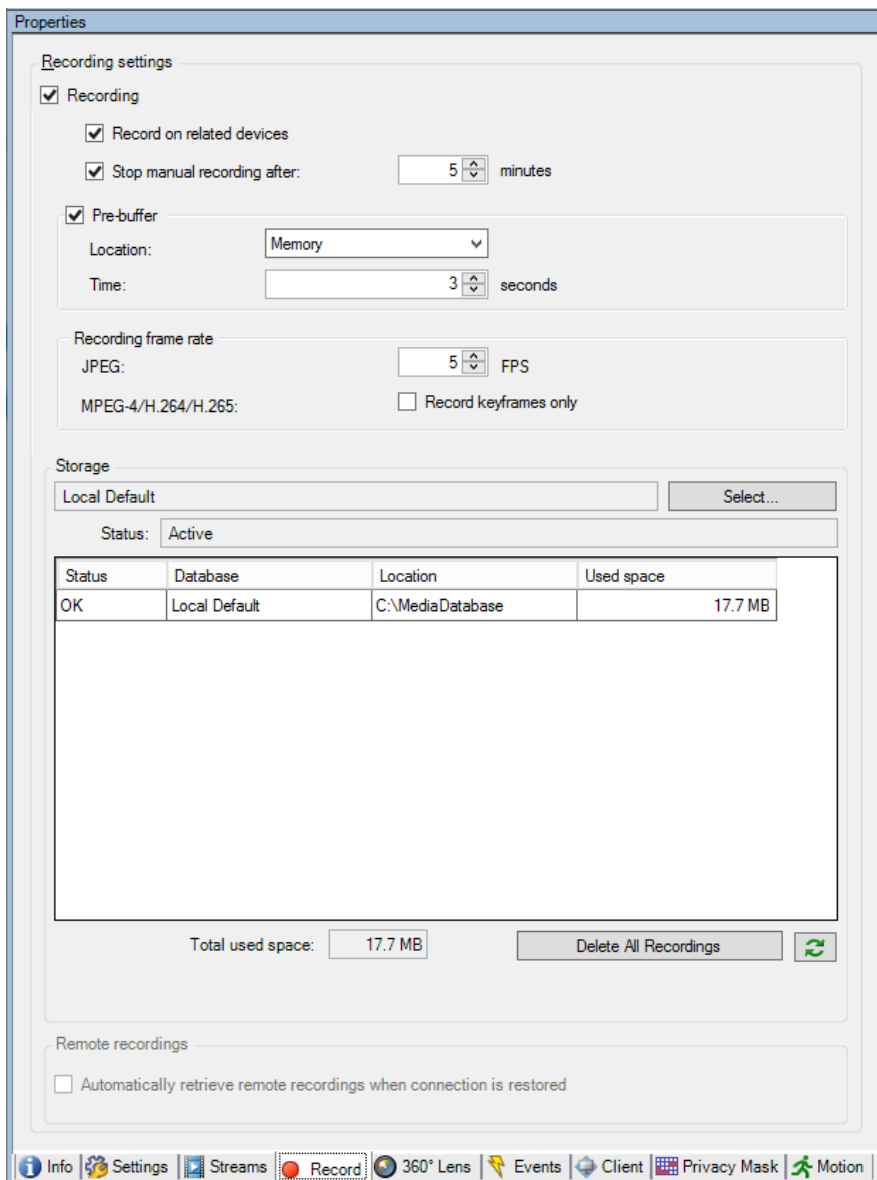 Properties
Recording settings
Recording
Record on related devices
Stop manual recording after: 5 minutes
Pre-buffer
Location: Memory
Time: 3 seconds
Recording frame rate
JPEG: 5 FPS
MPEG-4/H.264/H.265: Record keyframes only
Storage
Local Default Select...
Status: Active
Status Database Location Used space
OK Local Default C:\MediaDatabase 17.7 MB
Total used space: 17.7 MB Delete All Recordings
Remote recordings
Automatically retrieve remote recordings when connection is restored
Info Settings Streams Record 360° Lens Events Client Privacy Mask Motion